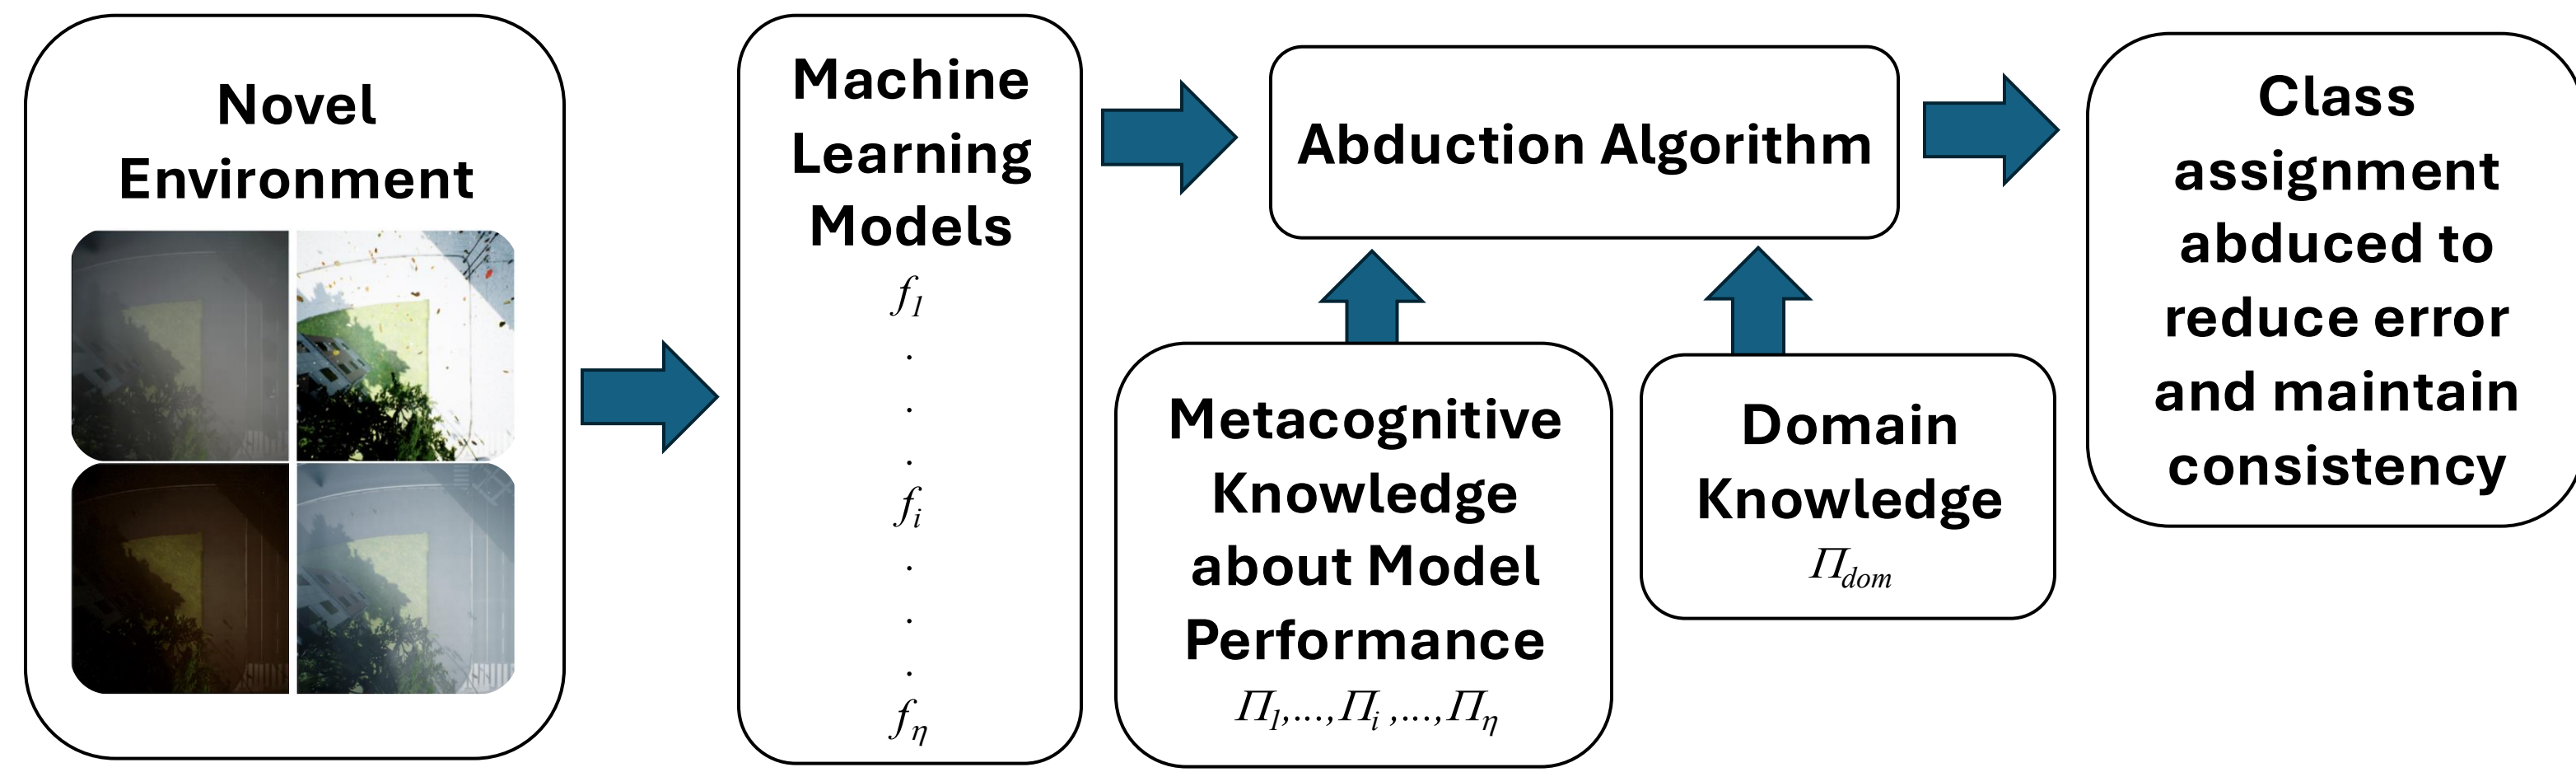 Novel
Environment
Machine
Learning
Models
f1
.
.
.
fi
.
.
.
fη
Abduction Algorithm
Metacognitive
Knowledge
about Model
Performance
Π1,...,Πi ,...,Πη
Domain
Knowledge
Πdom
Class
assignment
abduced to
reduce error
and maintain
consistency